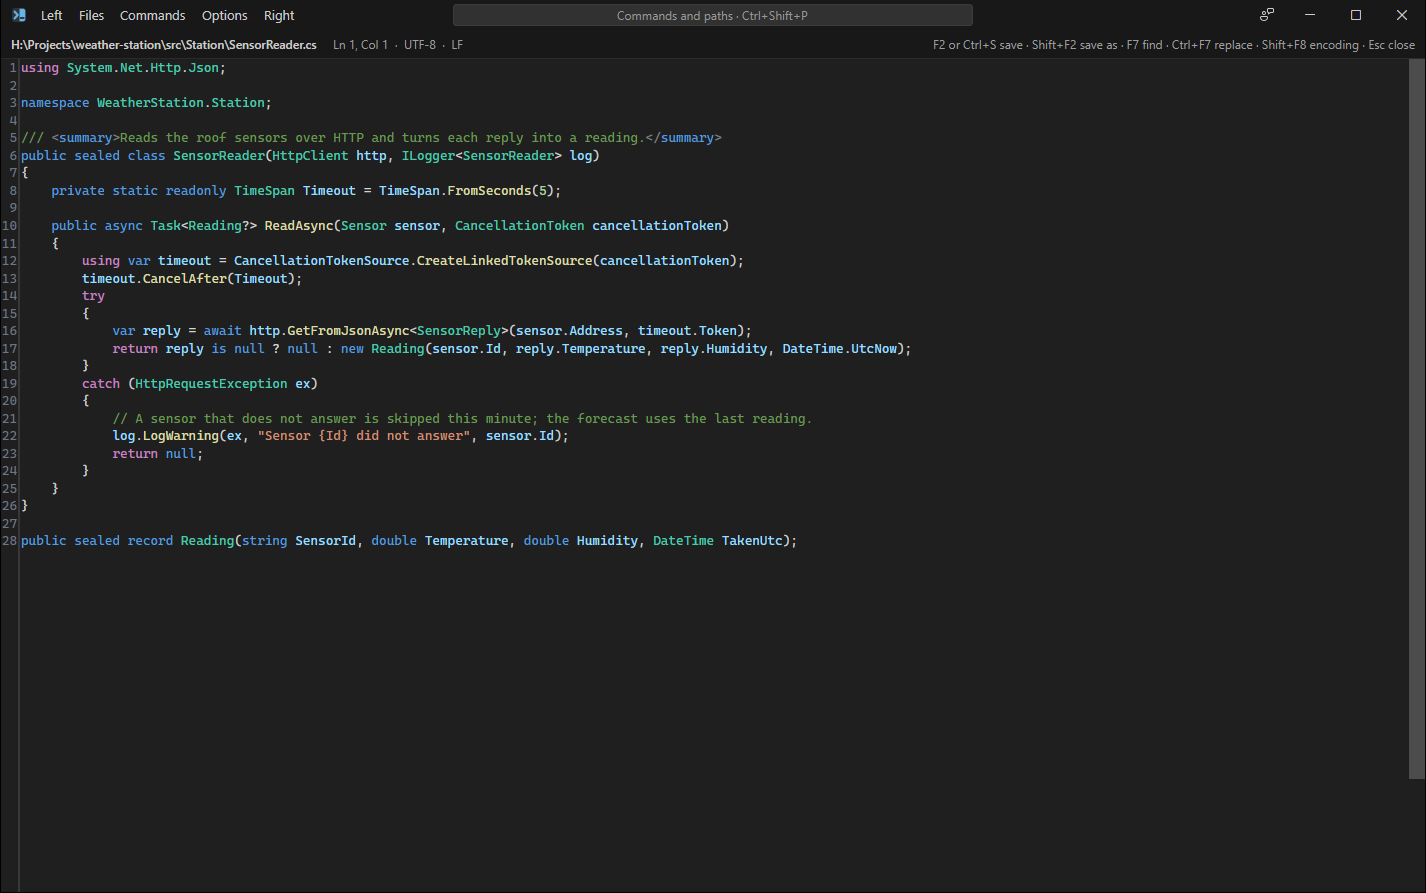 Left Files Commands Options Right Commands and paths · Ctrl+Shift+P
H:\Projects\weather-station\src\Station\SensorReader.cs Ln 1, Col 1 · UTF-8 · LF F2 or Ctrl+S save · Shift+F2 save as · F7 find · Ctrl+F7 replace · Shift+F8 encoding · Esc close
1 using System.Net.Http.Json;
2
3 namespace WeatherStation.Station;
4
5 /// <summary>Reads the roof sensors over HTTP and turns each reply into a reading.</summary>
6 public sealed class SensorReader(HttpClient http, ILogger<SensorReader> log)
7 {
8     private static readonly TimeSpan Timeout = TimeSpan.FromSeconds(5);
9
10     public async Task<Reading?> ReadAsync(Sensor sensor, CancellationToken cancellationToken)
11     {
12         using var timeout = CancellationTokenSource.CreateLinkedTokenSource(cancellationToken);
13         timeout.CancelAfter(Timeout);
14         try
15         {
16             var reply = await http.GetFromJsonAsync<SensorReply>(sensor.Address, timeout.Token);
17             return reply is null ? null : new Reading(sensor.Id, reply.Temperature, reply.Humidity, DateTime.UtcNow);
18         }
19         catch (HttpRequestException ex)
20         {
21             // A sensor that does not answer is skipped this minute; the forecast uses the last reading.
22             log.LogWarning(ex, "Sensor {Id} did not answer", sensor.Id);
23             return null;
24         }
25     }
26 }
27
28 public sealed record Reading(string SensorId, double Temperature, double Humidity, DateTime TakenUtc);